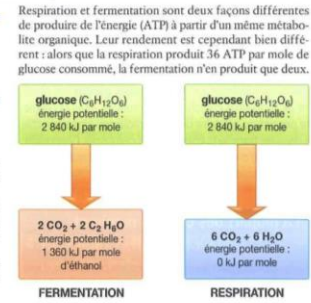 Respiration et fermentation sont deux façons différentes
de produire de l'énergie (ATP) à partir d'un même métabo-
lite organique. Leur rendement est cependant bien diffé-
rent : alors que la respiration produit 36 ATP par mole de
glucose consommé, la fermentation n'en produit que deux.
glucose (C₆H₁₂O₆)
énergie potentielle :
2 840 kJ par mole
glucose (C₆H₁₂O₆)
énergie potentielle :
2 840 kJ par mole
2 CO₂ + 2 C₂ H₆O
énergie potentielle :
1 360 kJ par mole
d'éthanol
6 CO₂ + 6 H₂O
énergie potentielle :
0 kJ par mole
FERMENTATION
RESPIRATION